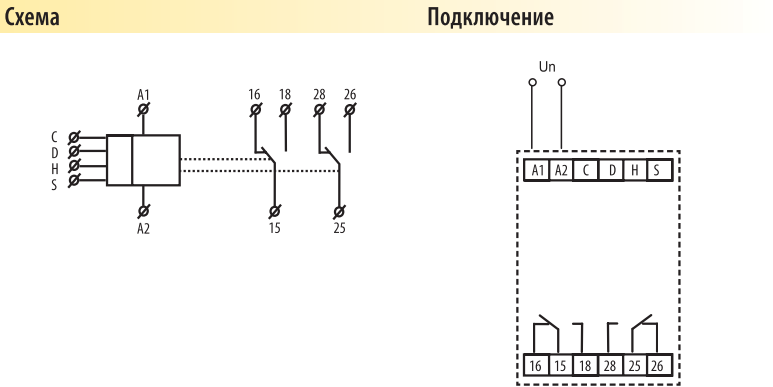 Схема
Подключение
A1
16 18 28 26
C
D
H
S
A2
15
25
Un
A1 A2 C D H S
16 15 18 28 25 26